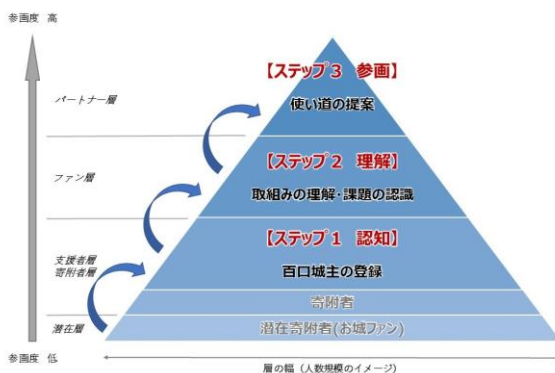 参画度 高
【ステップ3 参画】
パートナー層
使い道の提案
【ステップ2 理解】
ファン層
取組みの理解・課題の認識
【ステップ1 認知】
支援者層
寄附者層
百口城主の登録
寄附者
潜在層
潜在寄附者(お城ファン)
参画度 低
層の幅（人数規模のイメージ）